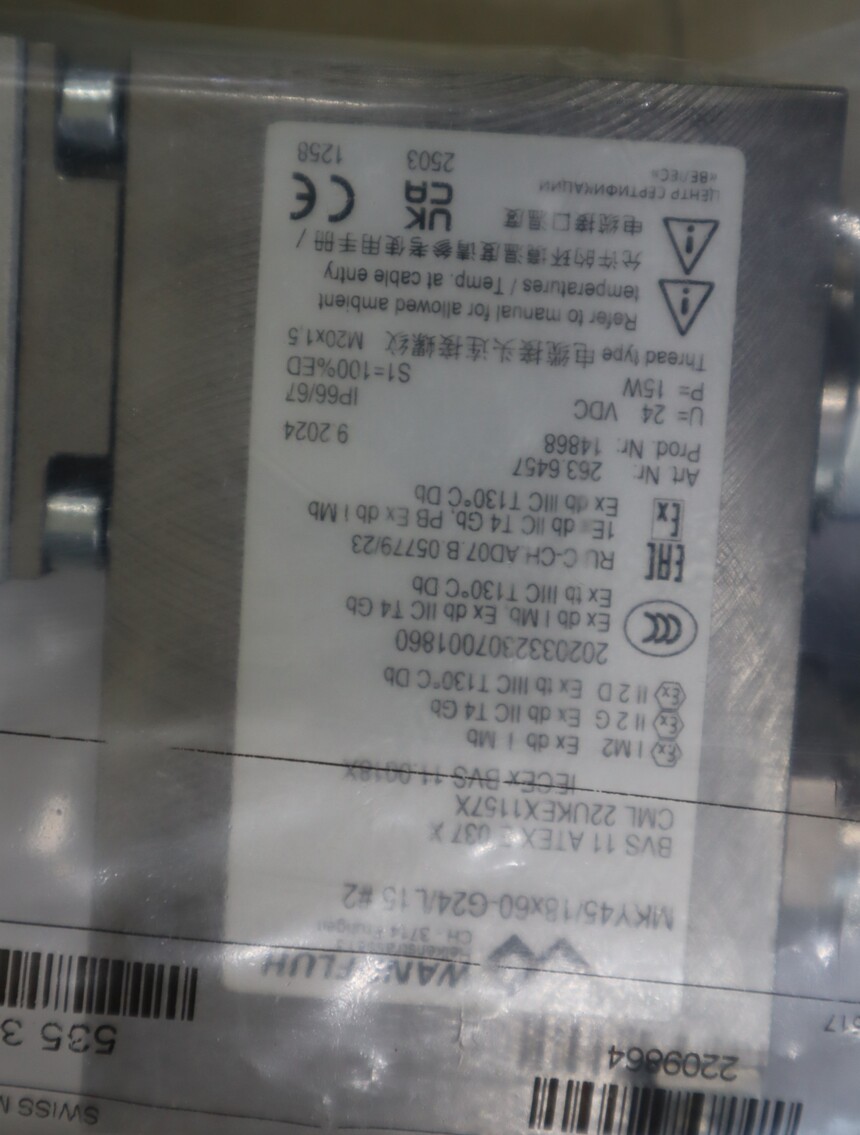 WANDFLUH
CH - 3714 Frutigen
MKY45/18x60-G24/L15 #2
BVS 11 ATEX E 037 X
CML 22UKEX1157X
IECEx BVS 11.0018X
Ex I M2 Ex db I Mb
Ex II 2 G Ex db IIC T4 Gb
Ex II 2 D Ex tb IIIC T130°C Db
2020332307001860
CCC Ex db I Mb, Ex db IIC T4 Gb
Ex tb IIIC T130°C Db
EAC RU C-CH.AD07.B.05779/23
Ex 1Ex db IIC T4 Gb, PB Ex db I Mb
Ex db IIIC T130°C Db
Art. Nr. 263.6457
Prod. Nr. 14868 9.2024
U= 24 VDC IP66/67
P= 15W S1=100%ED
Thread type 电缆接头连接螺纹 M20x1.5
Refer to manual for allowed ambient
temperatures / Temp. at cable entry
允许的环境温度请参考使用手册 /
电缆接口温度
UK CA CE
ЦЕНТР СЕРТИФИКАЦИИ
2503 1258
2209864
535 3
SWISS M